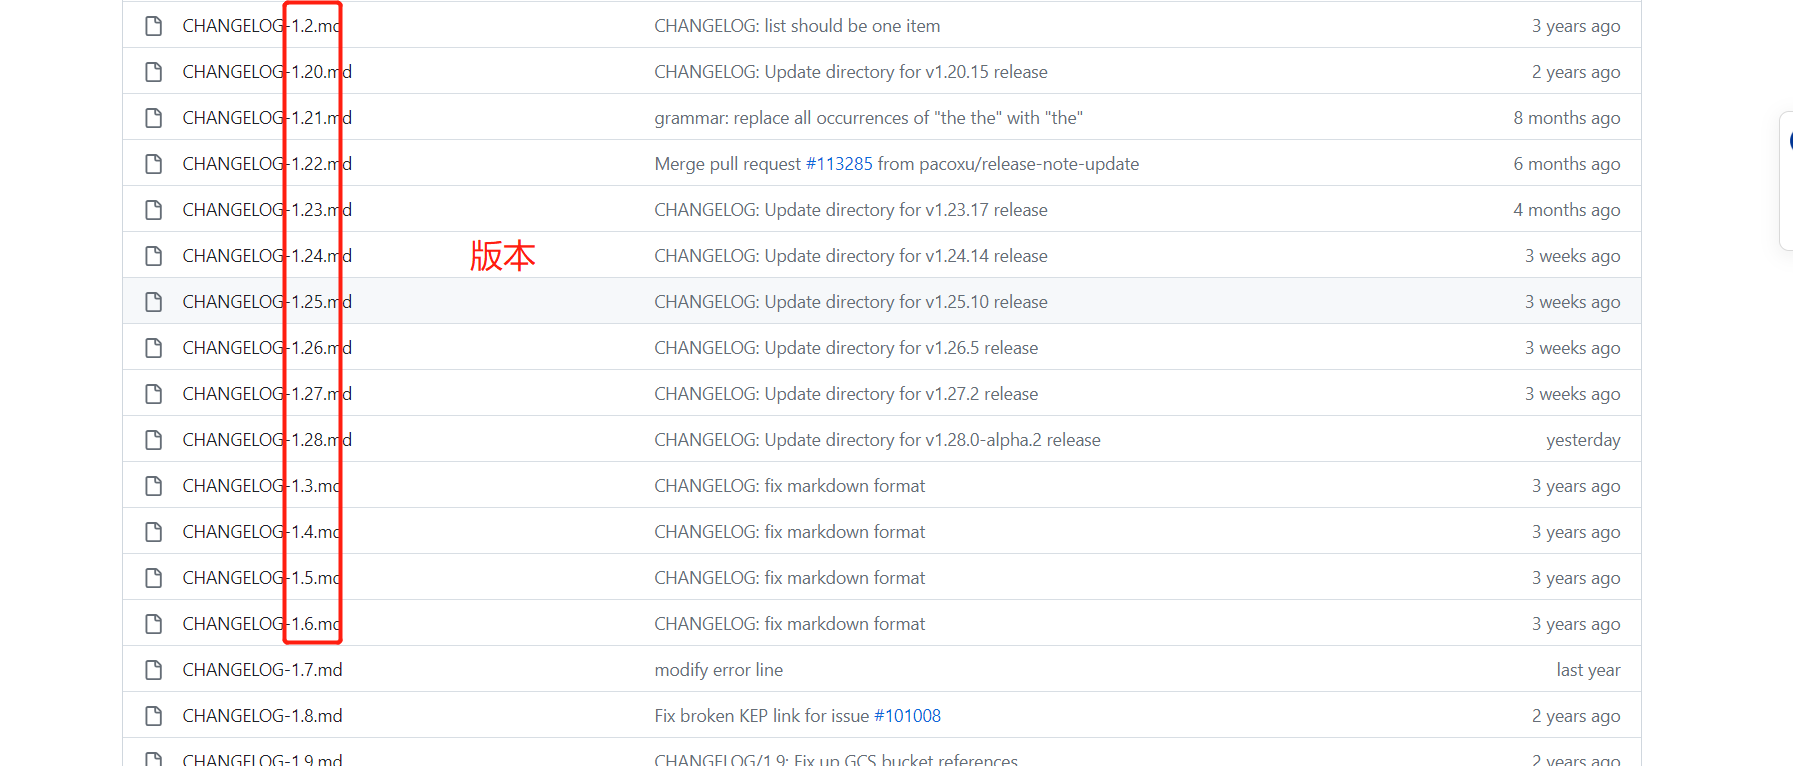 CHANGELOG-1.2.md CHANGELOG: list should be one item 3 years ago
CHANGELOG-1.20.md CHANGELOG: Update directory for v1.20.15 release 2 years ago
CHANGELOG-1.21.md grammar: replace all occurrences of "the the" with "the" 8 months ago
CHANGELOG-1.22.md Merge pull request #113285 from pacoxu/release-note-update 6 months ago
CHANGELOG-1.23.md CHANGELOG: Update directory for v1.23.17 release 4 months ago
CHANGELOG-1.24.md 版本 CHANGELOG: Update directory for v1.24.14 release 3 weeks ago
CHANGELOG-1.25.md CHANGELOG: Update directory for v1.25.10 release 3 weeks ago
CHANGELOG-1.26.md CHANGELOG: Update directory for v1.26.5 release 3 weeks ago
CHANGELOG-1.27.md CHANGELOG: Update directory for v1.27.2 release 3 weeks ago
CHANGELOG-1.28.md CHANGELOG: Update directory for v1.28.0-alpha.2 release yesterday
CHANGELOG-1.3.md CHANGELOG: fix markdown format 3 years ago
CHANGELOG-1.4.md CHANGELOG: fix markdown format 3 years ago
CHANGELOG-1.5.md CHANGELOG: fix markdown format 3 years ago
CHANGELOG-1.6.md CHANGELOG: fix markdown format 3 years ago
CHANGELOG-1.7.md modify error line last year
CHANGELOG-1.8.md Fix broken KEP link for issue #101008 2 years ago
CHANGELOG-1.9.md CHANGELOG/1.9: Fix up GCS bucket references 2 years ago